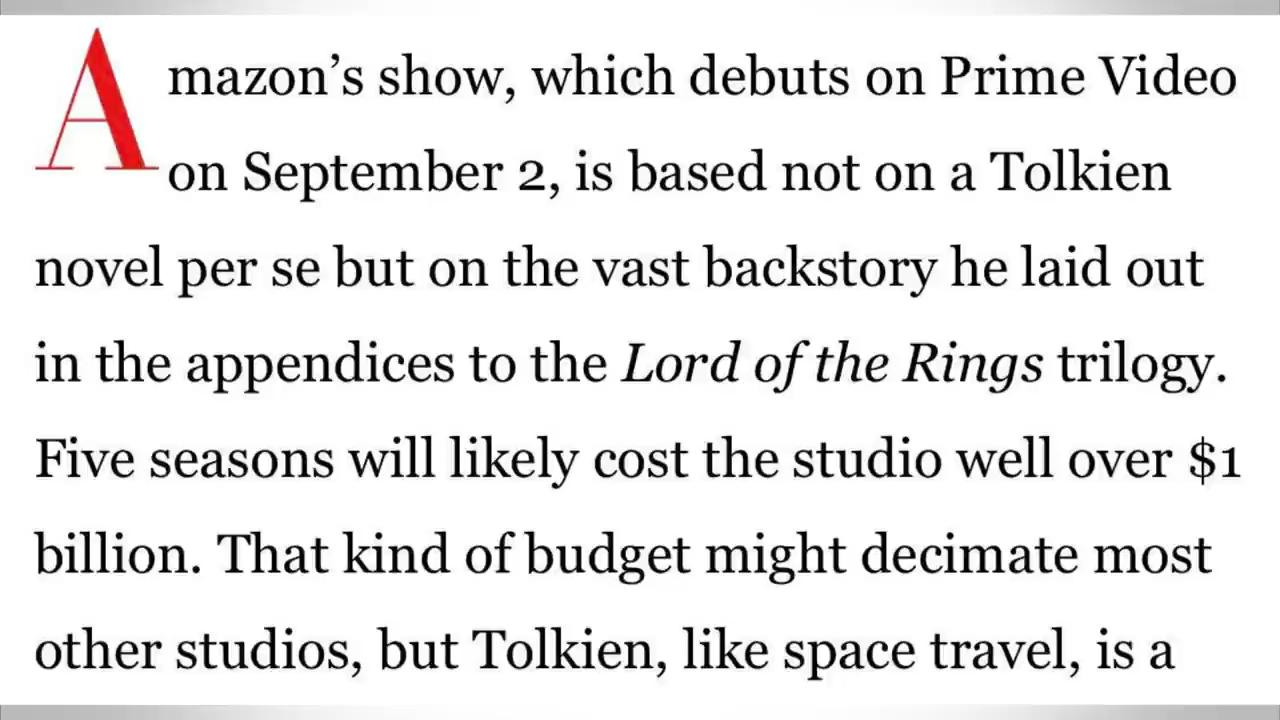 Amazon’s show, which debuts on Prime Video
on September 2, is based not on a Tolkien
novel per se but on the vast backstory he laid out
in the appendices to the Lord of the Rings trilogy.
Five seasons will likely cost the studio well over $1
billion. That kind of budget might decimate most
other studios, but Tolkien, like space travel, is a